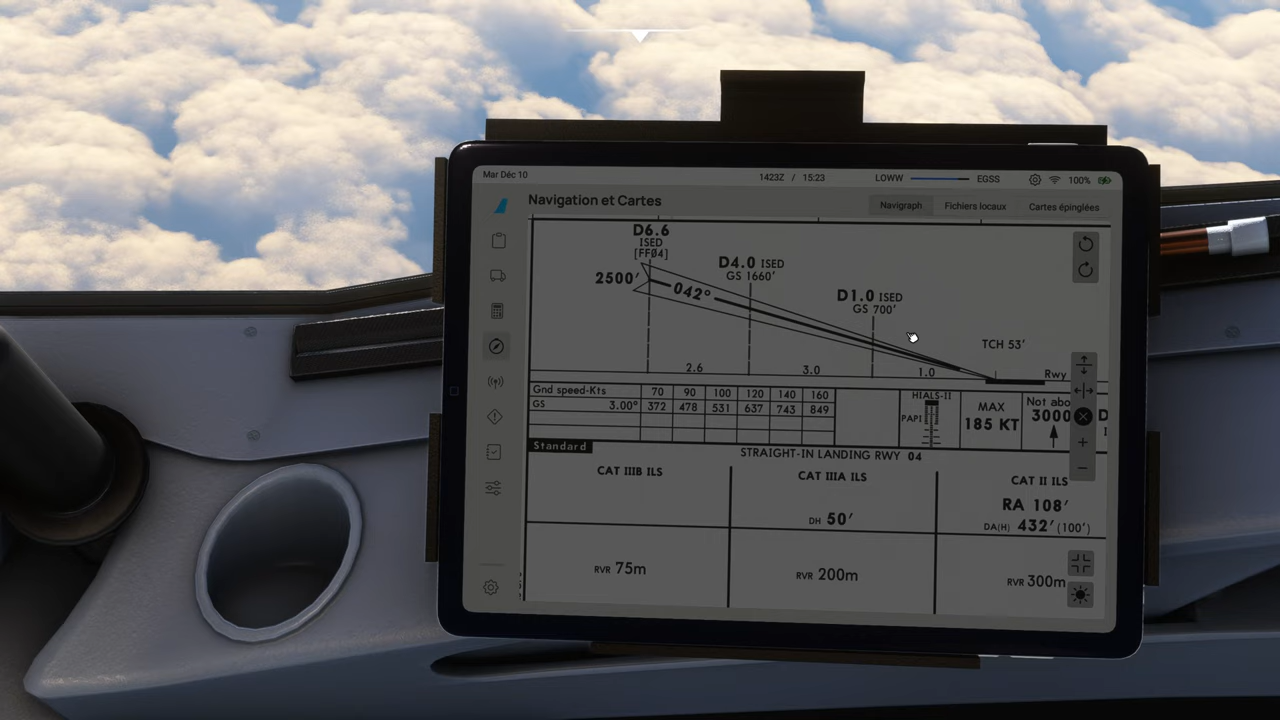 Mar Déc 10
1423Z / 15:23
LOWW
EGSS
100%
Navigation et Cartes
Navigraph
Fichiers locaux
Cartes épinglées
D6.6
ISED
[FF04]
2500'
042°
D4.0 ISED
GS 1660'
D1.0 ISED
GS 700'
TCH 53'
2.6
3.0
1.0
Rwy
Gnd speed-Kts 70 90 100 120 140 160
GS 3.00° 372 478 531 637 743 849
HIALS-II
PAPI
MAX
185 KT
Not abo
3000
D
Standard
STRAIGHT-IN LANDING RWY 04
CAT IIIB ILS
CAT IIIA ILS
CAT II ILS
RA 108'
DH 50'
DA(H) 432' (100')
RVR 75m
RVR 200m
RVR 300m